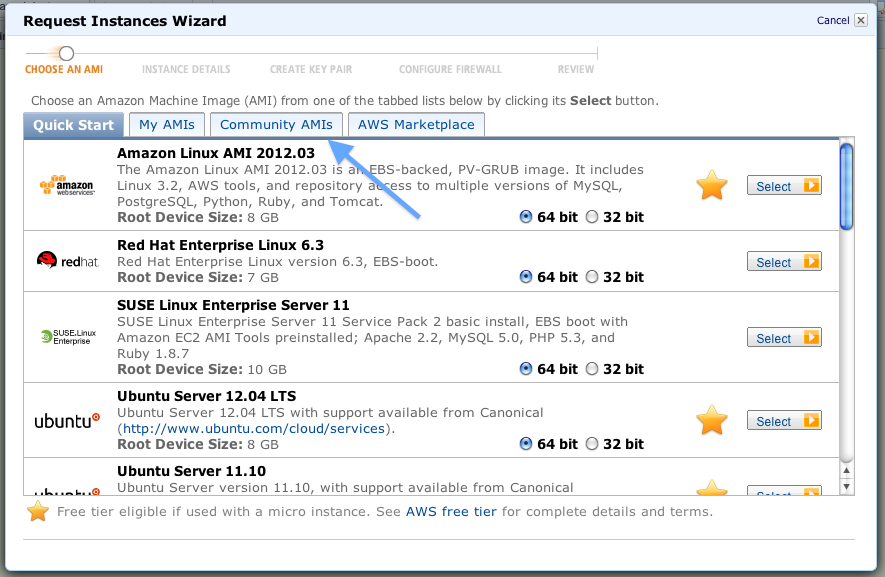 Request Instances Wizard
Cancel
CHOOSE AN AMI
INSTANCE DETAILS
CREATE KEY PAIR
CONFIGURE FIREWALL
REVIEW
Choose an Amazon Machine Image (AMI) from one of the tabbed lists below by clicking its Select button.
Quick Start
My AMIs
Community AMIs
AWS Marketplace
amazon
webservices
Amazon Linux AMI 2012.03
The Amazon Linux AMI 2012.03 is an EBS-backed, PV-GRUB image. It includes
Linux 3.2, AWS tools, and repository access to multiple versions of MySQL,
PostgreSQL, Python, Ruby, and Tomcat.
Root Device Size: 8 GB
64 bit
32 bit
Select
redhat.
Red Hat Enterprise Linux 6.3
Red Hat Enterprise Linux version 6.3, EBS-boot.
Root Device Size: 7 GB
64 bit
32 bit
Select
SUSE.Linux
Enterprise
SUSE Linux Enterprise Server 11
SUSE Linux Enterprise Server 11 Service Pack 2 basic install, EBS boot with
Amazon EC2 AMI Tools preinstalled; Apache 2.2, MySQL 5.0, PHP 5.3, and
Ruby 1.8.7
Root Device Size: 10 GB
64 bit
32 bit
Select
ubuntu
Ubuntu Server 12.04 LTS
Ubuntu Server 12.04 LTS with support available from Canonical
(http://www.ubuntu.com/cloud/services).
Root Device Size: 8 GB
64 bit
32 bit
Select
ubuntu
Ubuntu Server 11.10
Ubuntu Server version 11.10, with support available from Canonical
Select
Free tier eligible if used with a micro instance. See AWS free tier for complete details and terms.